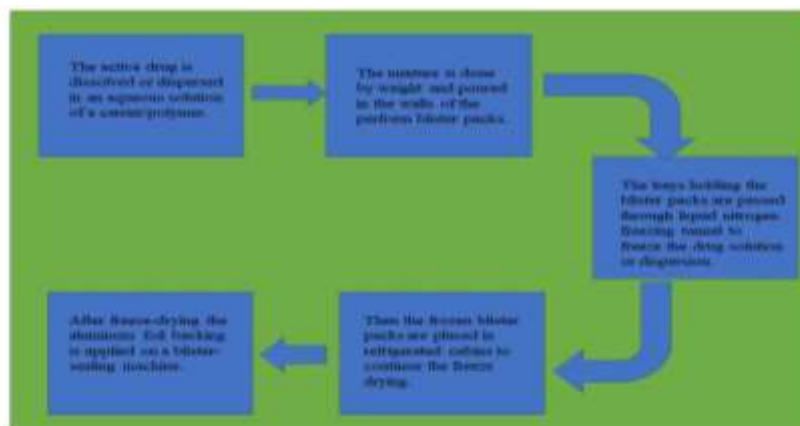 The active drug is
dissolved or dispersed
in an aqueous solution
of a carrier/polymer.
The mixture is done
by weight and poured
in the walls of the
perform blister packs.
The trays holding the
blister packs are passed
through liquid nitrogen
freezing tunnel to
freeze the drug solution
or dispersion.
Then the frozen blister
packs are placed in
refrigerated cabins to
continue the freeze
drying.
After freeze-drying the
aluminum foil backing
is applied on a blister-
sealing machine.